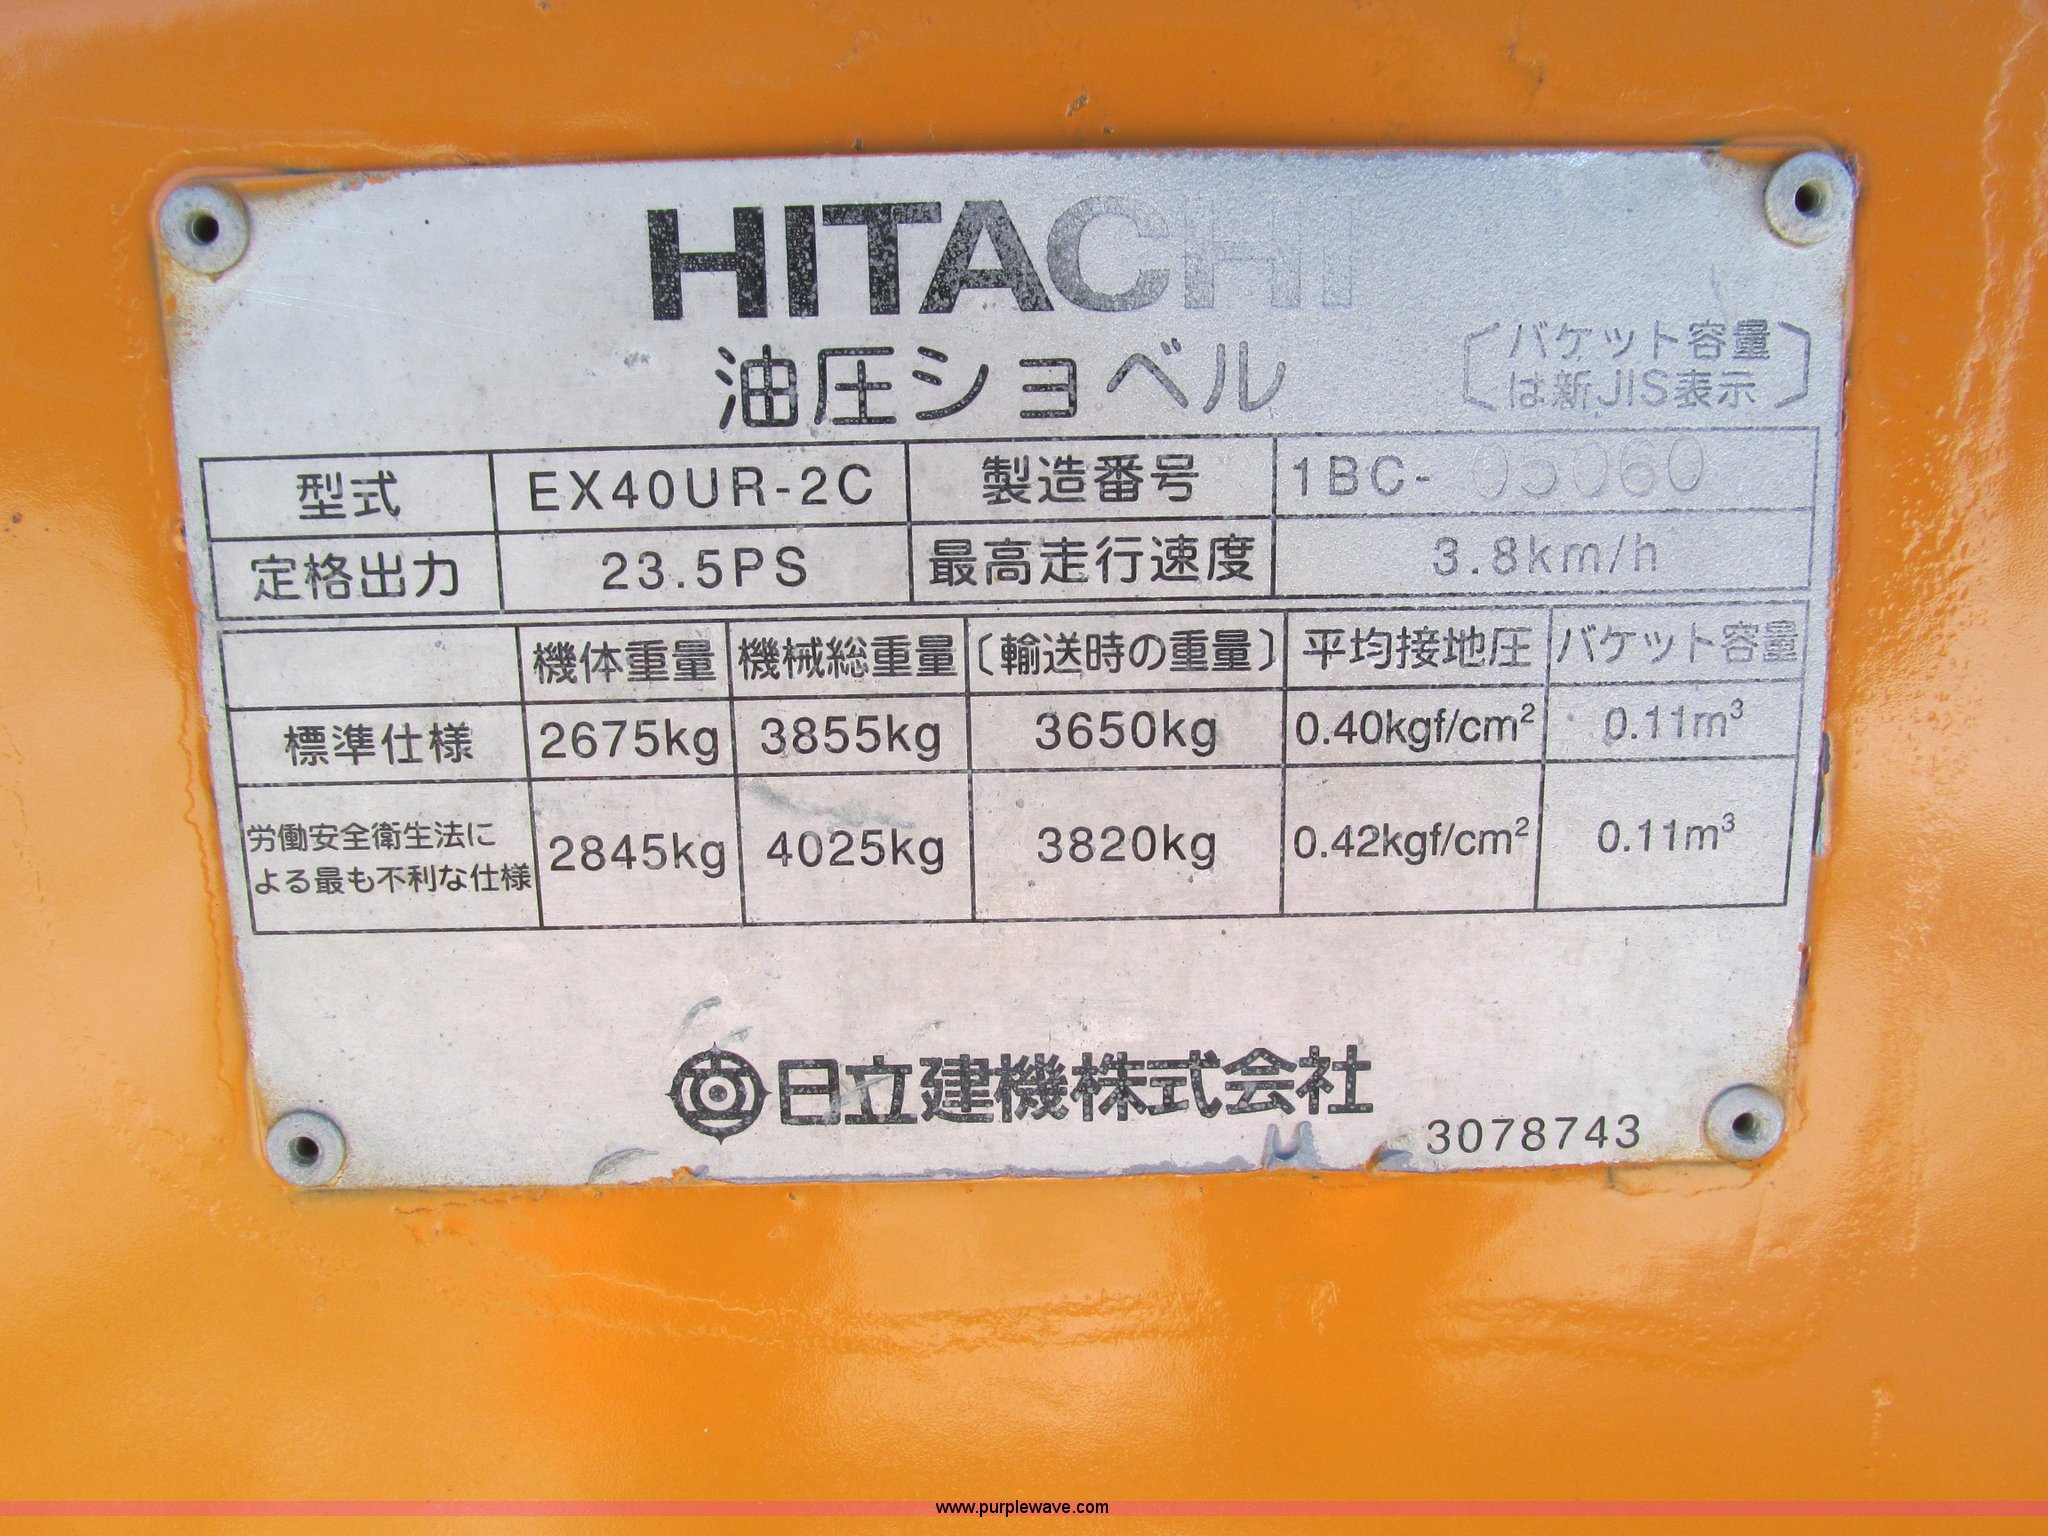 HITACHI
油圧ショベル
〔バケット容量
は新JIS表示〕
型式 EX40UR-2C 製造番号 1BC-05060
定格出力 23.5PS 最高走行速度 3.8km/h
機体重量 機械総重量 〔輸送時の重量〕 平均接地圧 バケット容量
標準仕様 2675kg 3855kg 3650kg 0.40kgf/cm² 0.11m³
労働安全衛生法に
よる最も不利な仕様 2845kg 4025kg 3820kg 0.42kgf/cm² 0.11m³
日立建機株式会社
3078743
www.purplewave.com